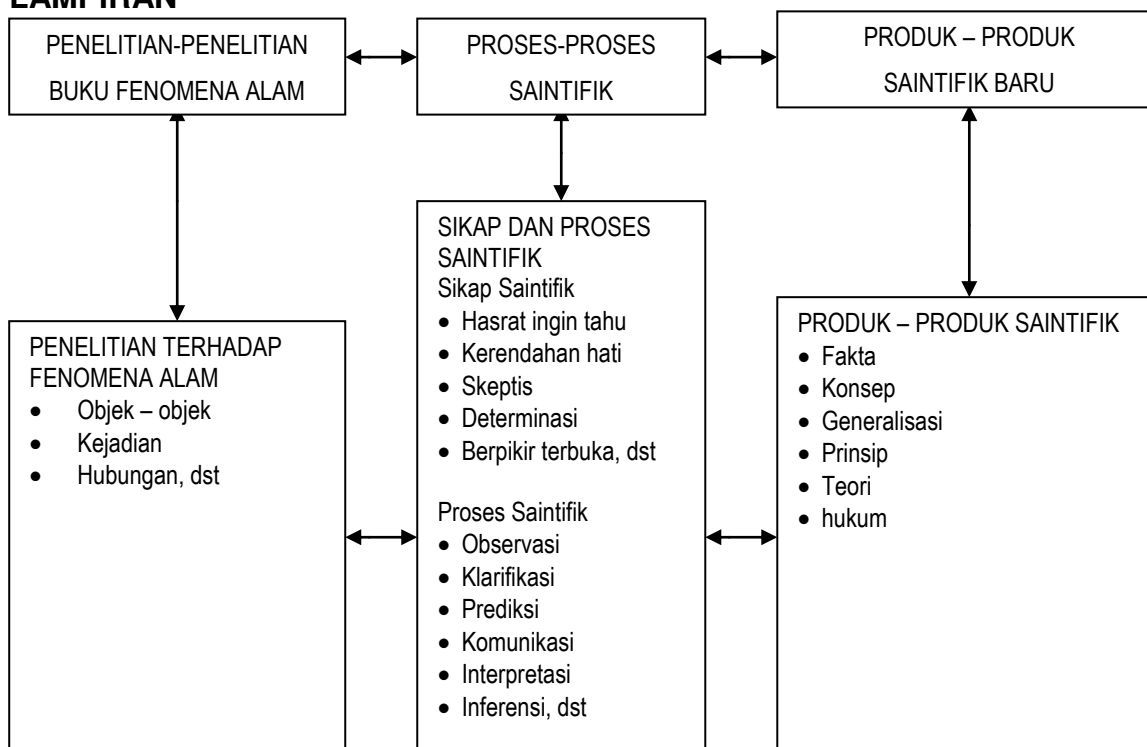 LAMPIRAN
PENELITIAN-PENELITIAN
BUKU FENOMENA ALAM
PROSES-PROSES
SAINTIFIK
PRODUK – PRODUK
SAINTIFIK BARU
PENELITIAN TERHADAP
FENOMENA ALAM
• Objek – objek
• Kejadian
• Hubungan, dst
SIKAP DAN PROSES
SAINTIFIK
Sikap Saintifik
• Hasrat ingin tahu
• Kerendahan hati
• Skeptis
• Determinasi
• Berpikir terbuka, dst
Proses Saintifik
• Observasi
• Klarifikasi
• Prediksi
• Komunikasi
• Interpretasi
• Inferensi, dst
PRODUK – PRODUK SAINTIFIK
• Fakta
• Konsep
• Generalisasi
• Prinsip
• Teori
• hukum